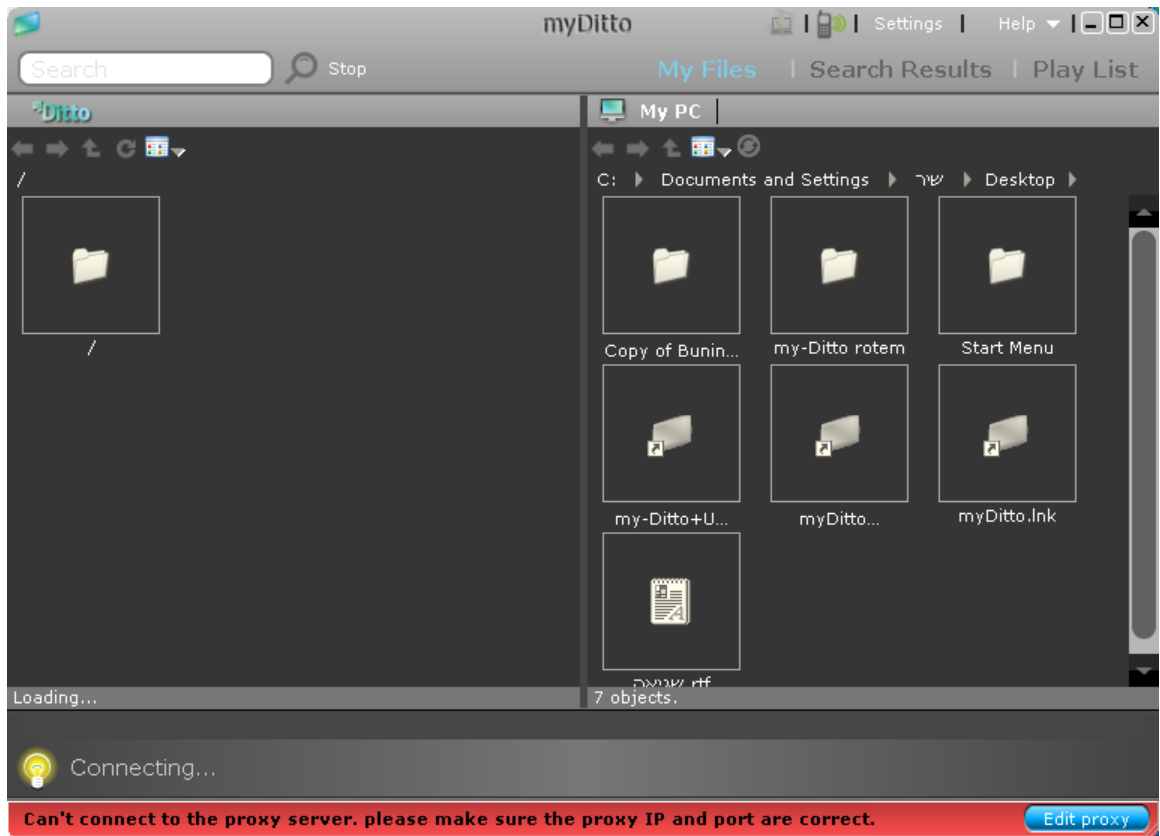 myDitto
Settings
Help
Search
Stop
My Files
Search Results
Play List
Ditto
My PC
/
C: Documents and Settings שיר Desktop
/
Copy of Bunin...
my-Ditto rotem
Start Menu
my-Ditto+U...
myDitto...
myDitto.lnk
שגיאה.rtf
Loading...
7 objects.
Connecting...
Can't connect to the proxy server. please make sure the proxy IP and port are correct.
Edit proxy